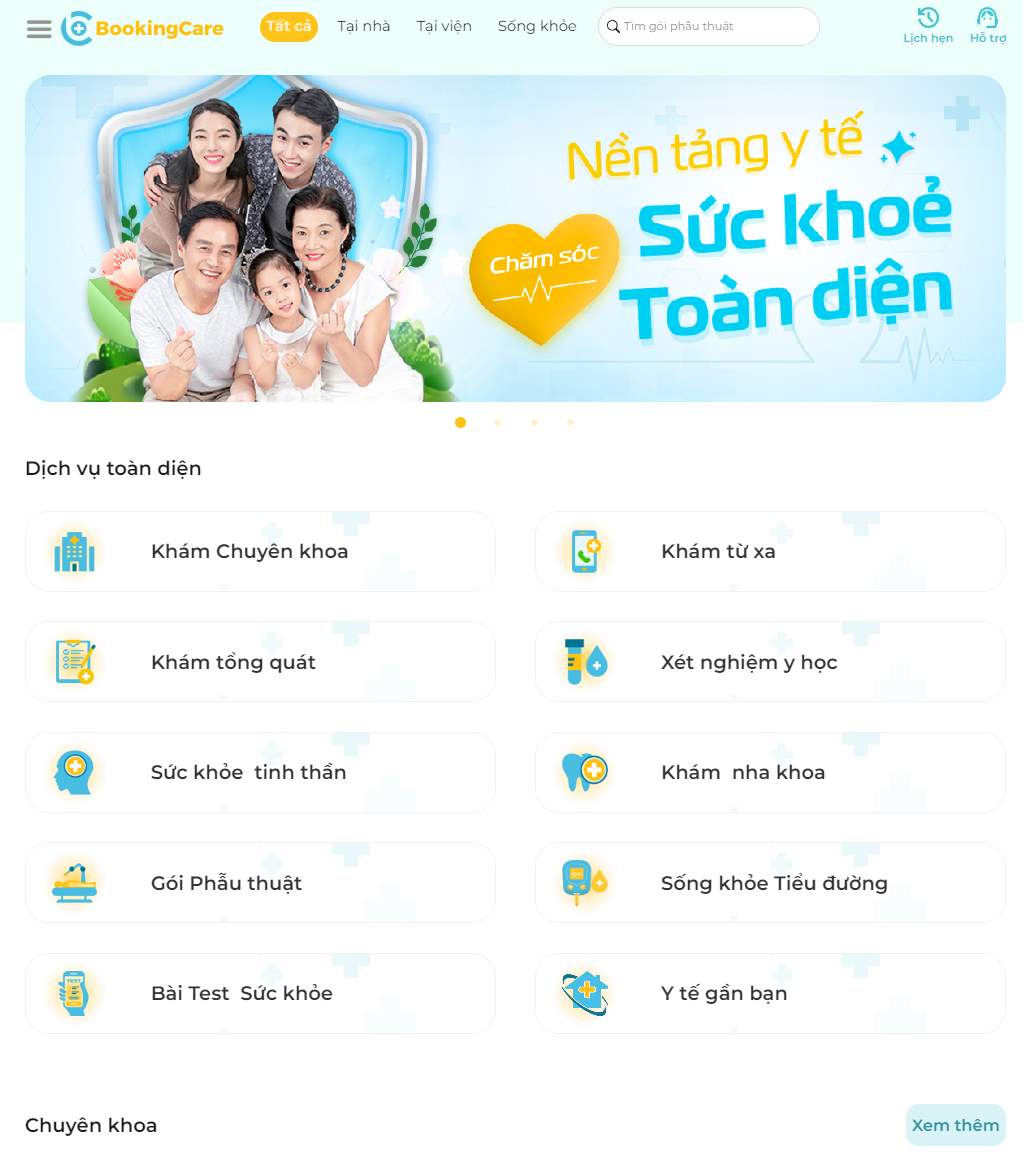 BookingCare
Tất cả
Tại nhà
Tại viện
Sống khỏe
Tìm gói phẫu thuật
Lịch hẹn
Hỗ trợ
Nền tảng y tế
Chăm sóc
Sức khoẻ
Toàn diện
Dịch vụ toàn diện
Khám Chuyên khoa
Khám từ xa
Khám tổng quát
Xét nghiệm y học
Sức khỏe  tinh thần
Khám  nha khoa
Gói Phẫu thuật
Sống khỏe Tiểu đường
TEST
Bài Test  Sức khỏe
Y tế gần bạn
Chuyên khoa
Xem thêm